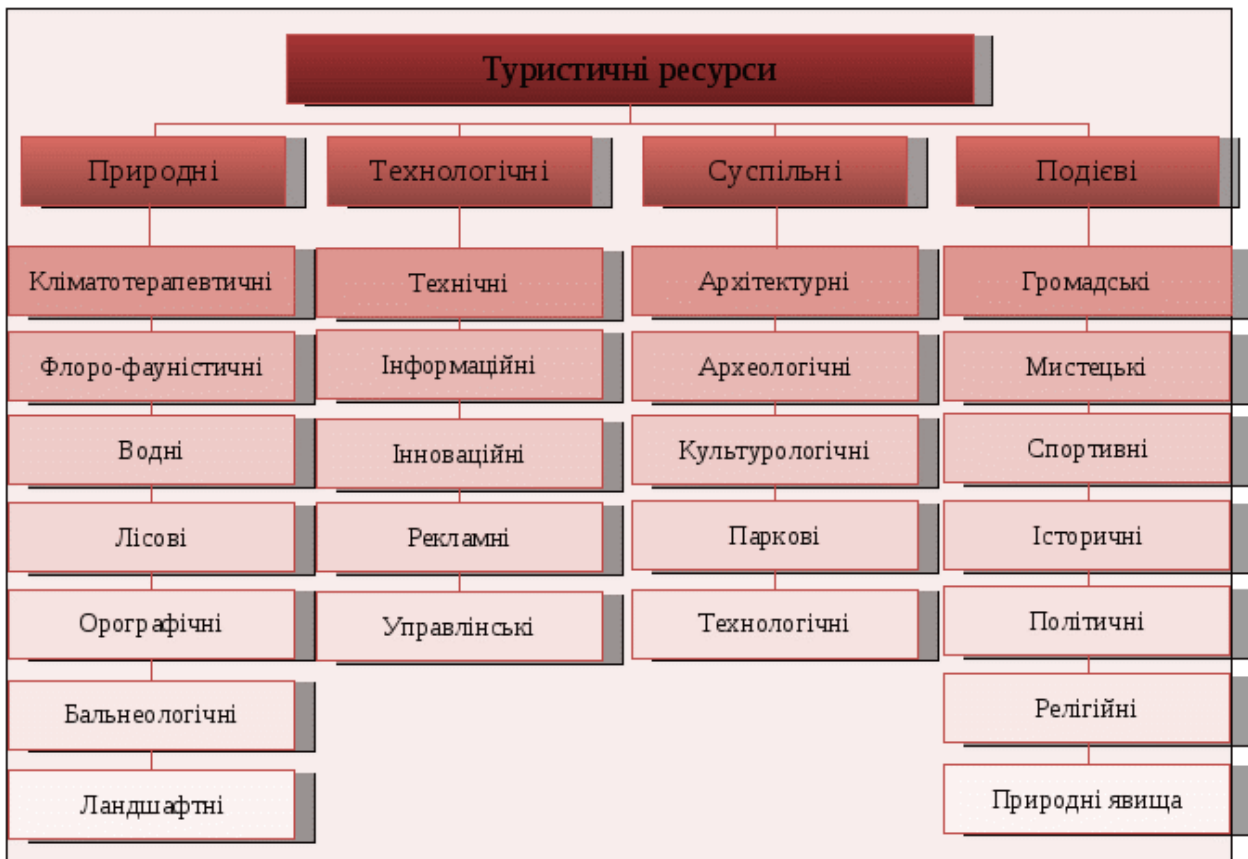 Туристичні ресурси
Природні
Технологічні
Суспільні
Подієві
Кліматотерапевтичні
Технічні
Архітектурні
Громадські
Флоро-фауністичні
Інформаційні
Археологічні
Мистецькі
Водні
Інноваційні
Культурологічні
Спортивні
Лісові
Рекламні
Паркові
Історичні
Орографічні
Управлінські
Технологічні
Політичні
Бальнеологічні
Релігійні
Ландшафтні
Природні явища